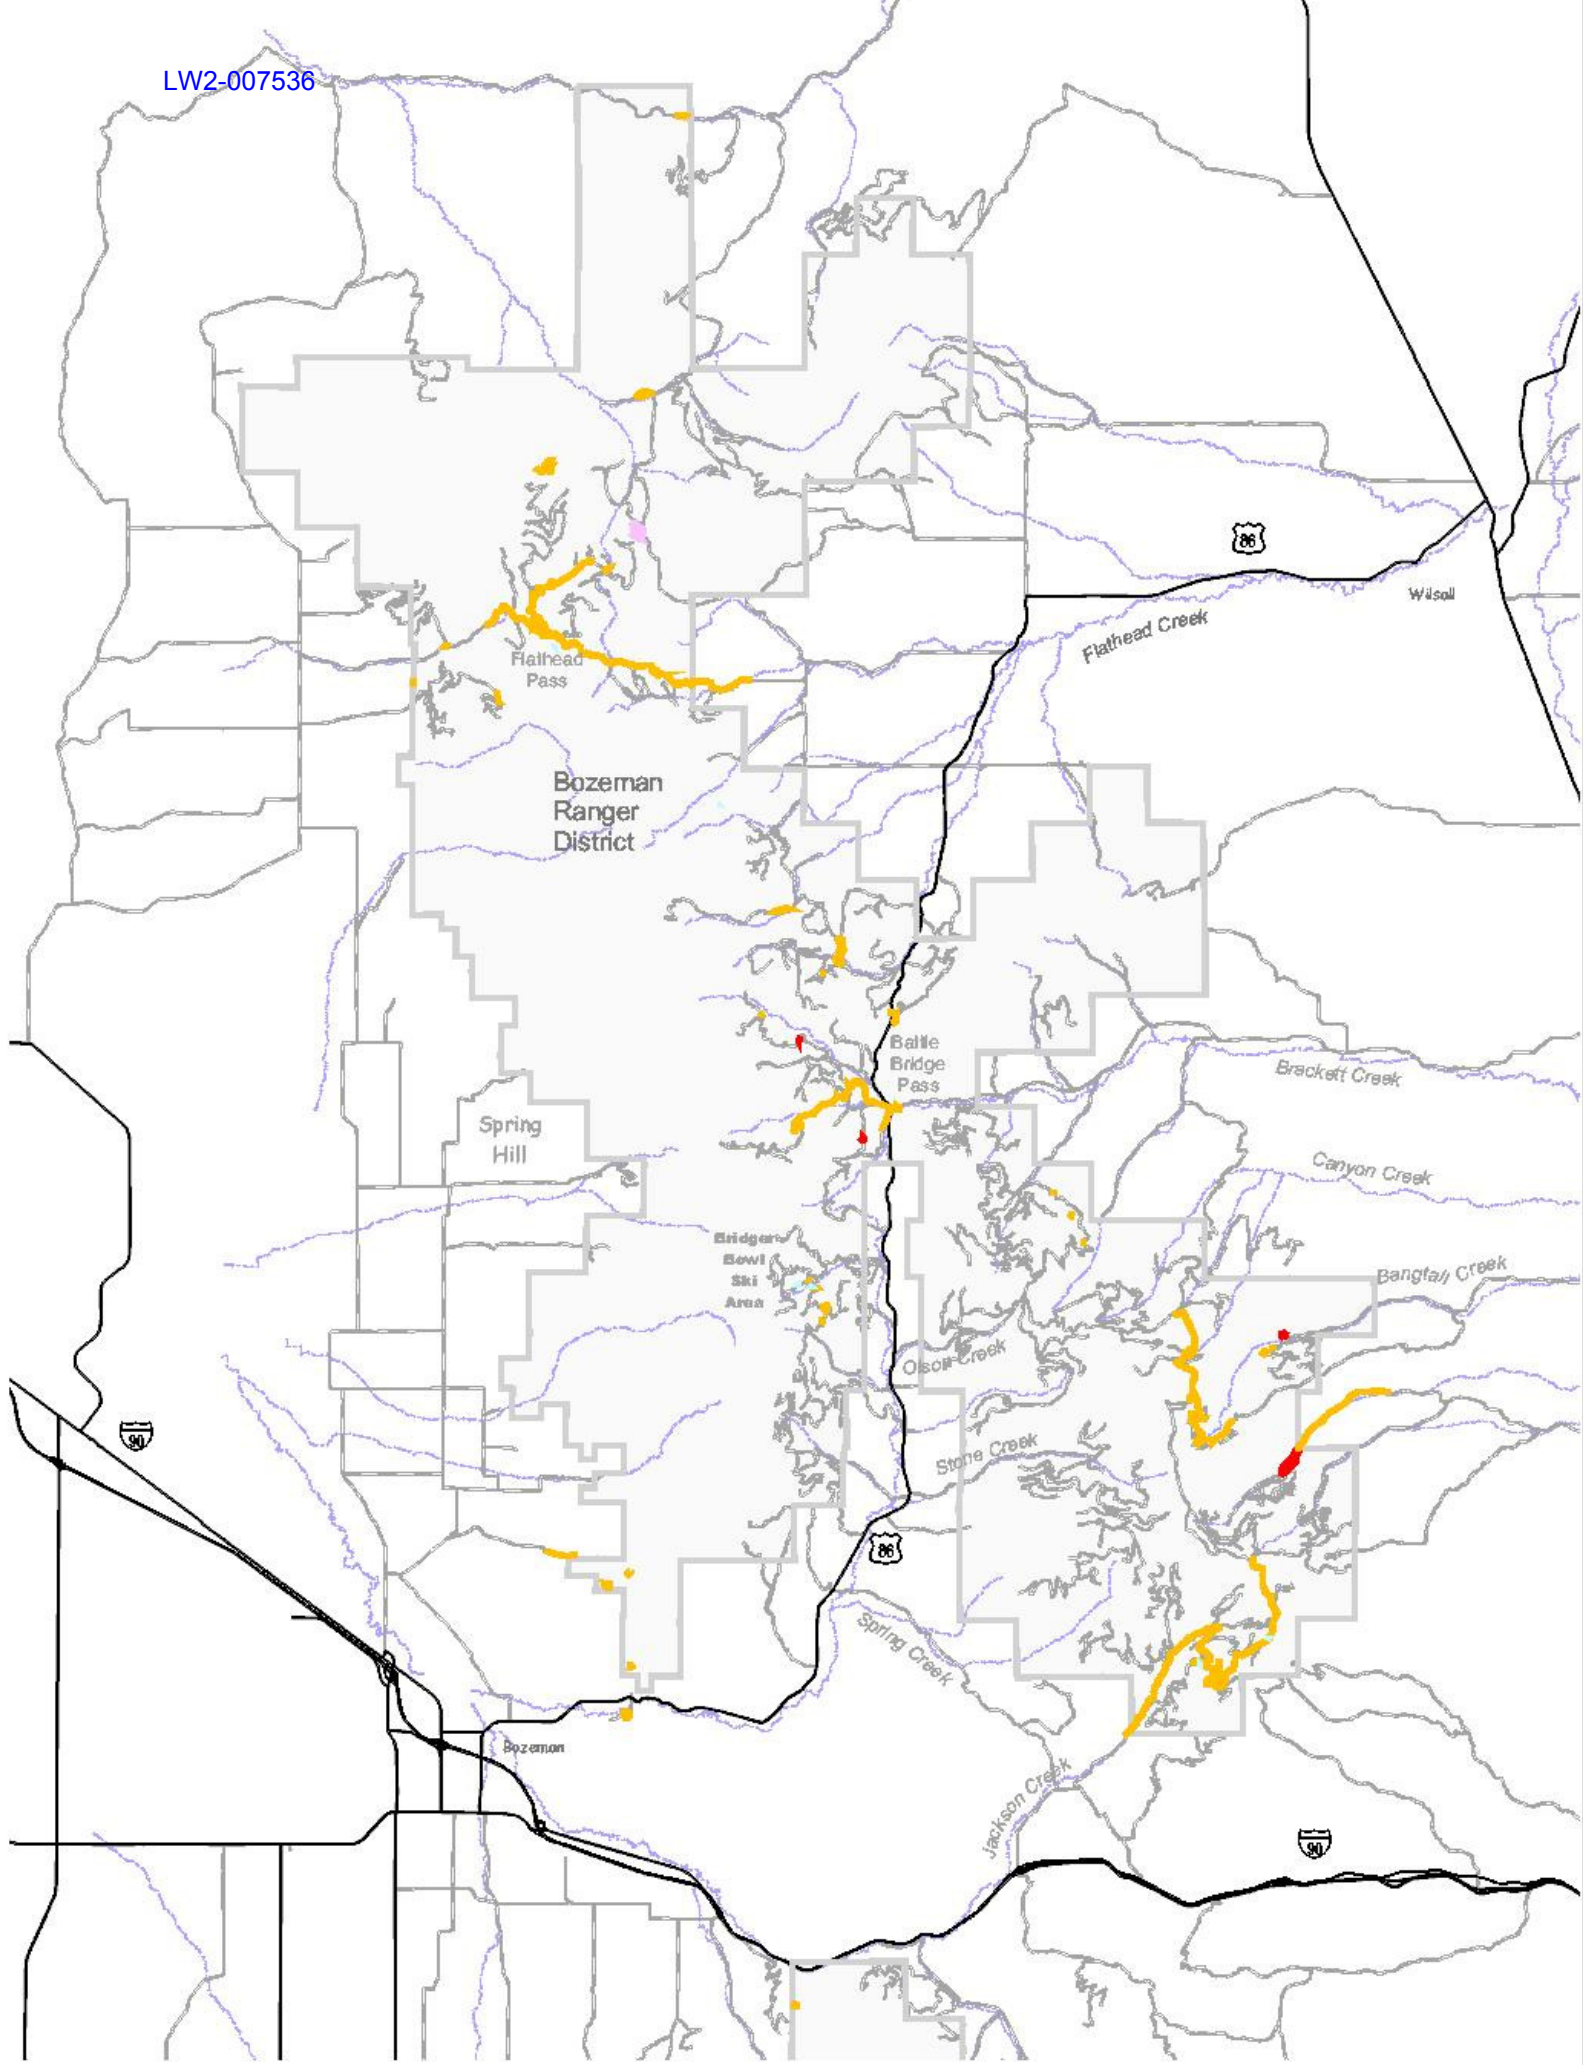 LW2-007536
86
Wilsall
Flathead Creek
Flathead
Pass
Bozeman
Ranger
District
Battle
Bridge
Pass
Brackett Creek
Spring
Hill
Canyon Creek
Bridger
Bowl
Ski
Area
Bangtail Creek
Olson Creek
90
Stone Creek
86
Spring Creek
Bozeman
Jackson Creek
90